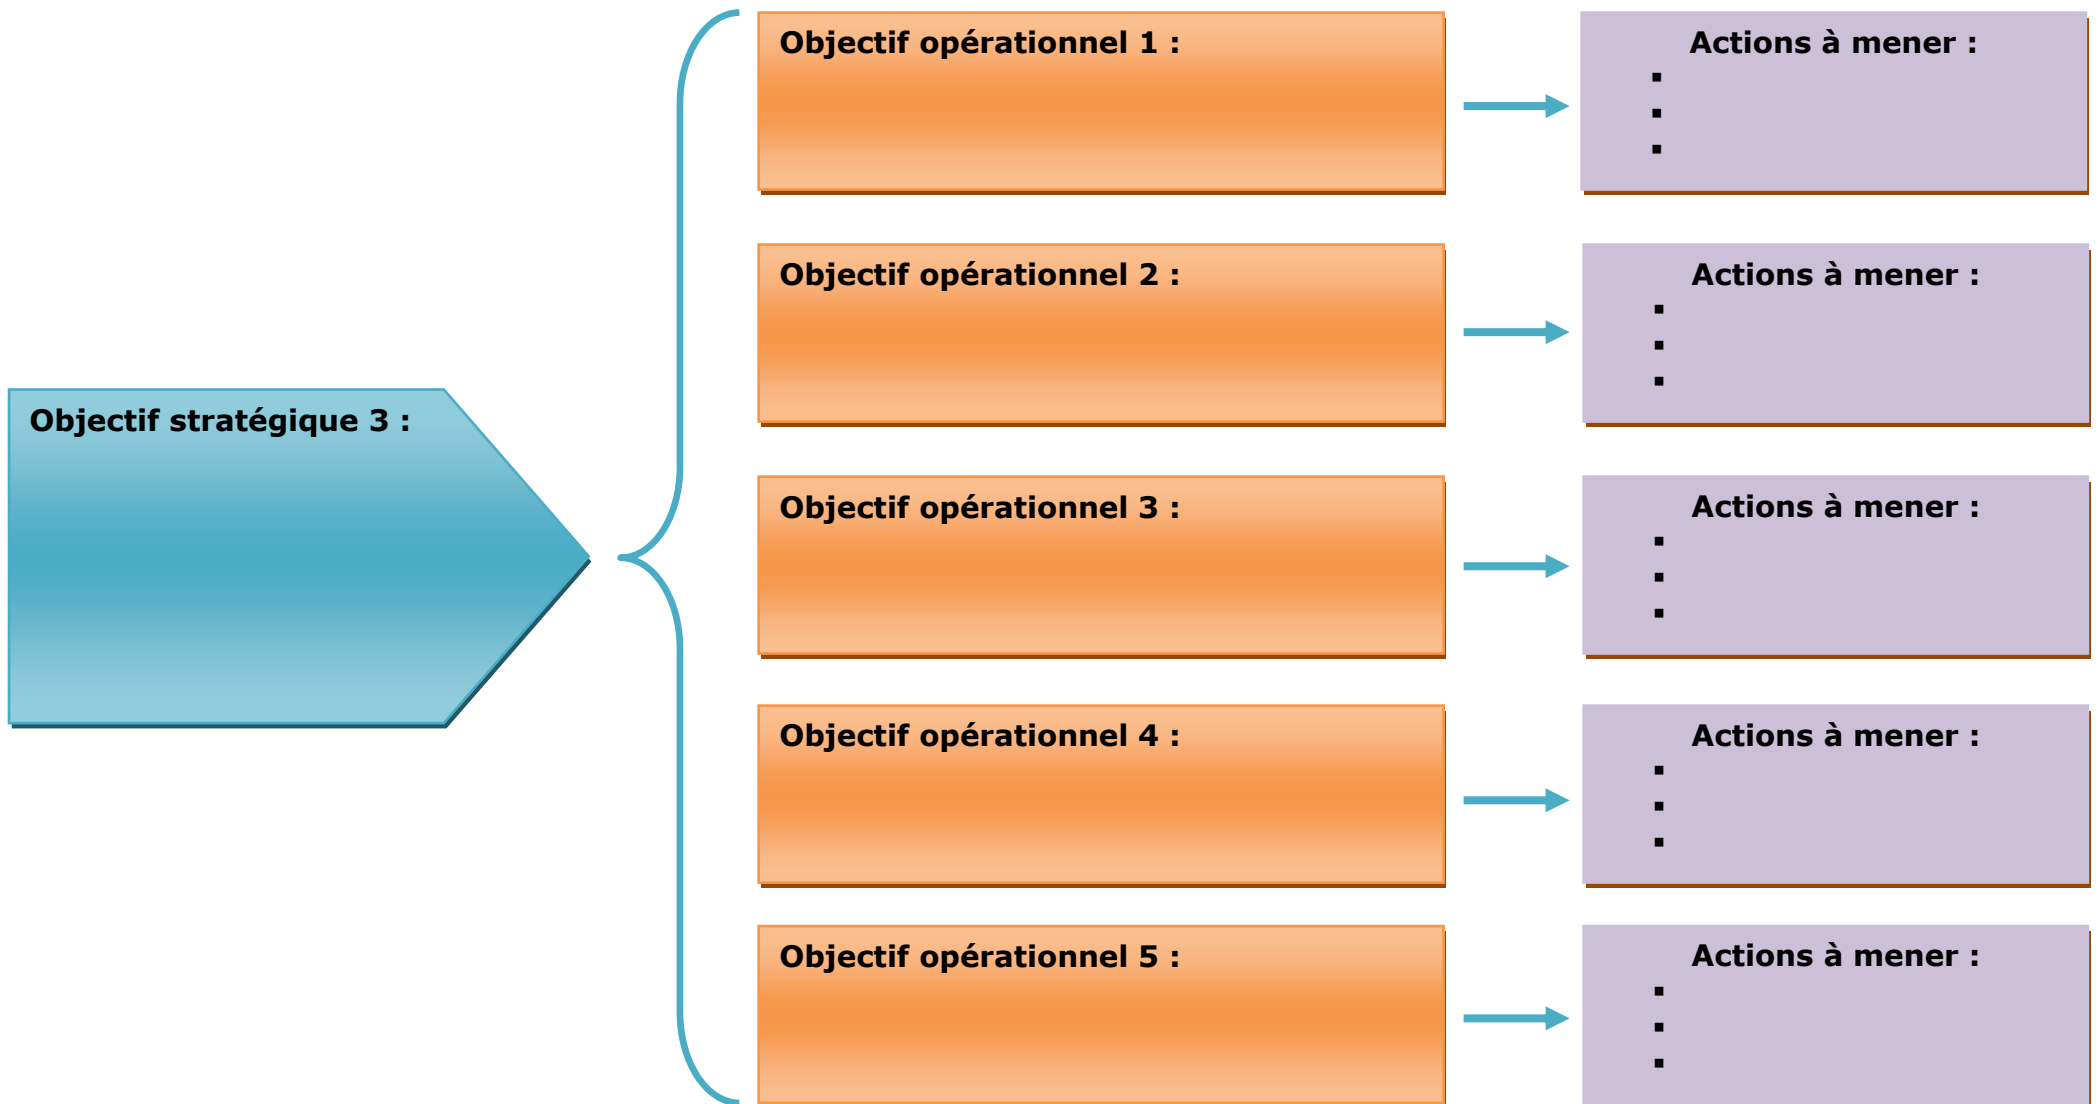 Objectif stratégique 3 :
Objectif opérationnel 1 :
Actions à mener :
▪
▪
▪
Objectif opérationnel 2 :
Actions à mener :
▪
▪
▪
Objectif opérationnel 3 :
Actions à mener :
▪
▪
▪
Objectif opérationnel 4 :
Actions à mener :
▪
▪
▪
Objectif opérationnel 5 :
Actions à mener :
▪
▪
▪